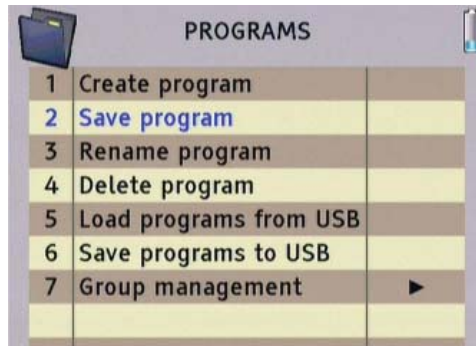 PROGRAMS
1 Create program
2 Save program
3 Rename program
4 Delete program
5 Load programs from USB
6 Save programs to USB
7 Group management ►